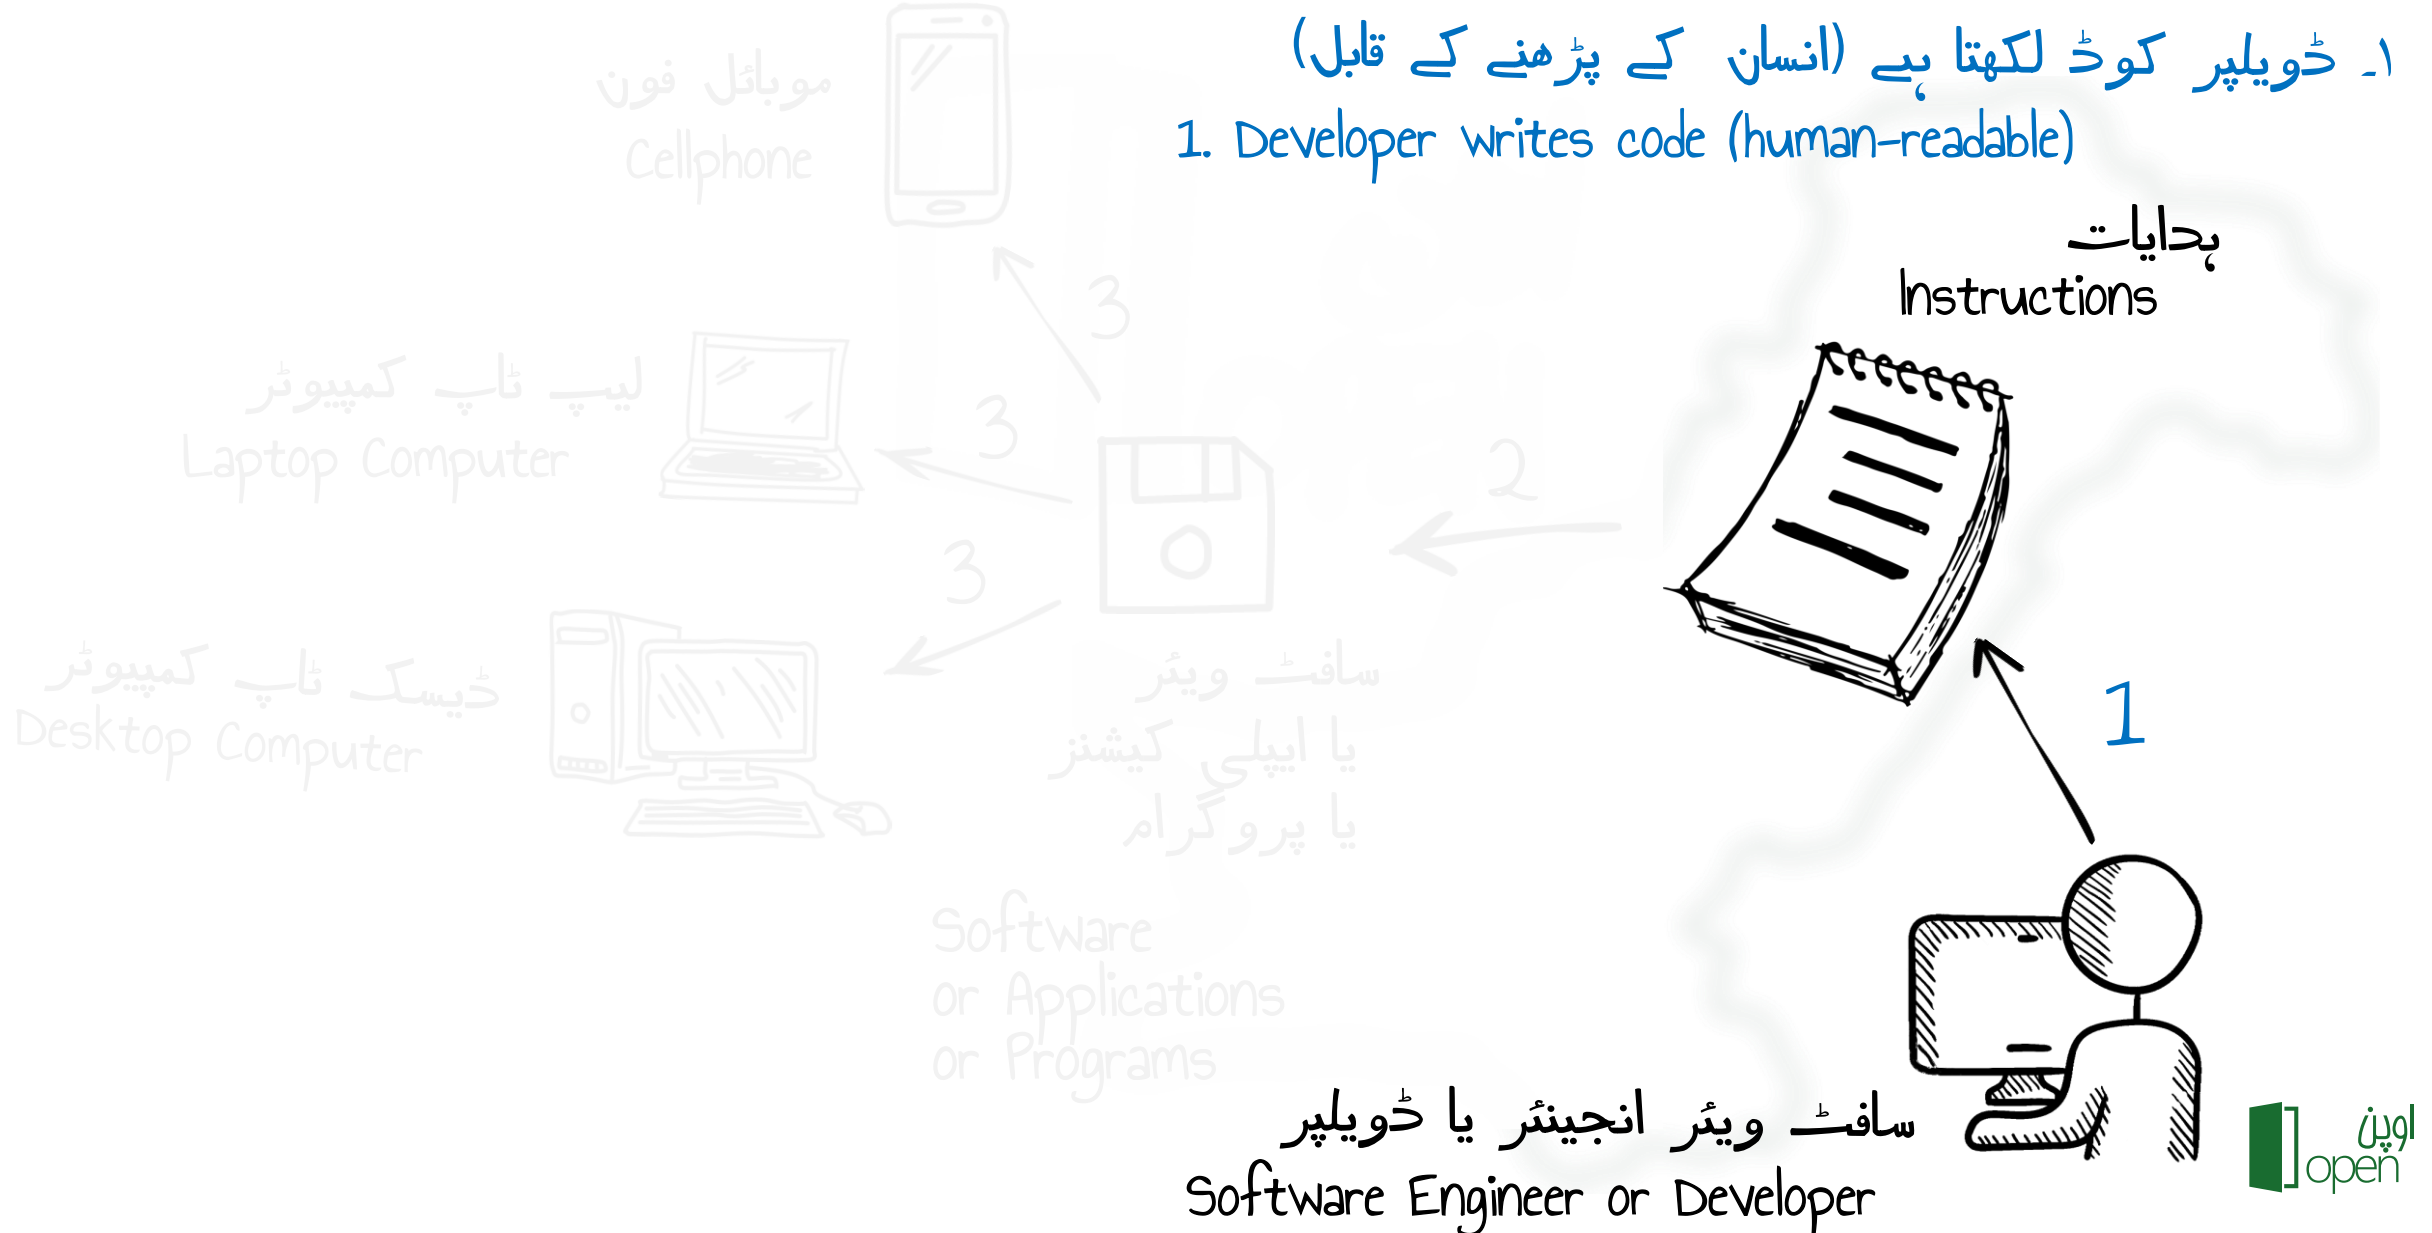 ۱۔ ڈویلپر کوڈ لکھتا ہے (انسان کے پڑھنے کے قابل)
1. Developer writes code (human-readable)
ہدایات
Instructions
1
سافٹ ویئر انجینئر یا ڈویلپر
Software Engineer or Developer
موبائل فون
Cellphone
3
لیپ ٹاپ کمپیوٹر
Laptop Computer
3
2
3
ڈیسک ٹاپ کمپیوٹر
Desktop Computer
سافٹ ویئر
یا ایپلی کیشنز
یا پروگرام
Software
or Applications
or Programs
اوپن
open